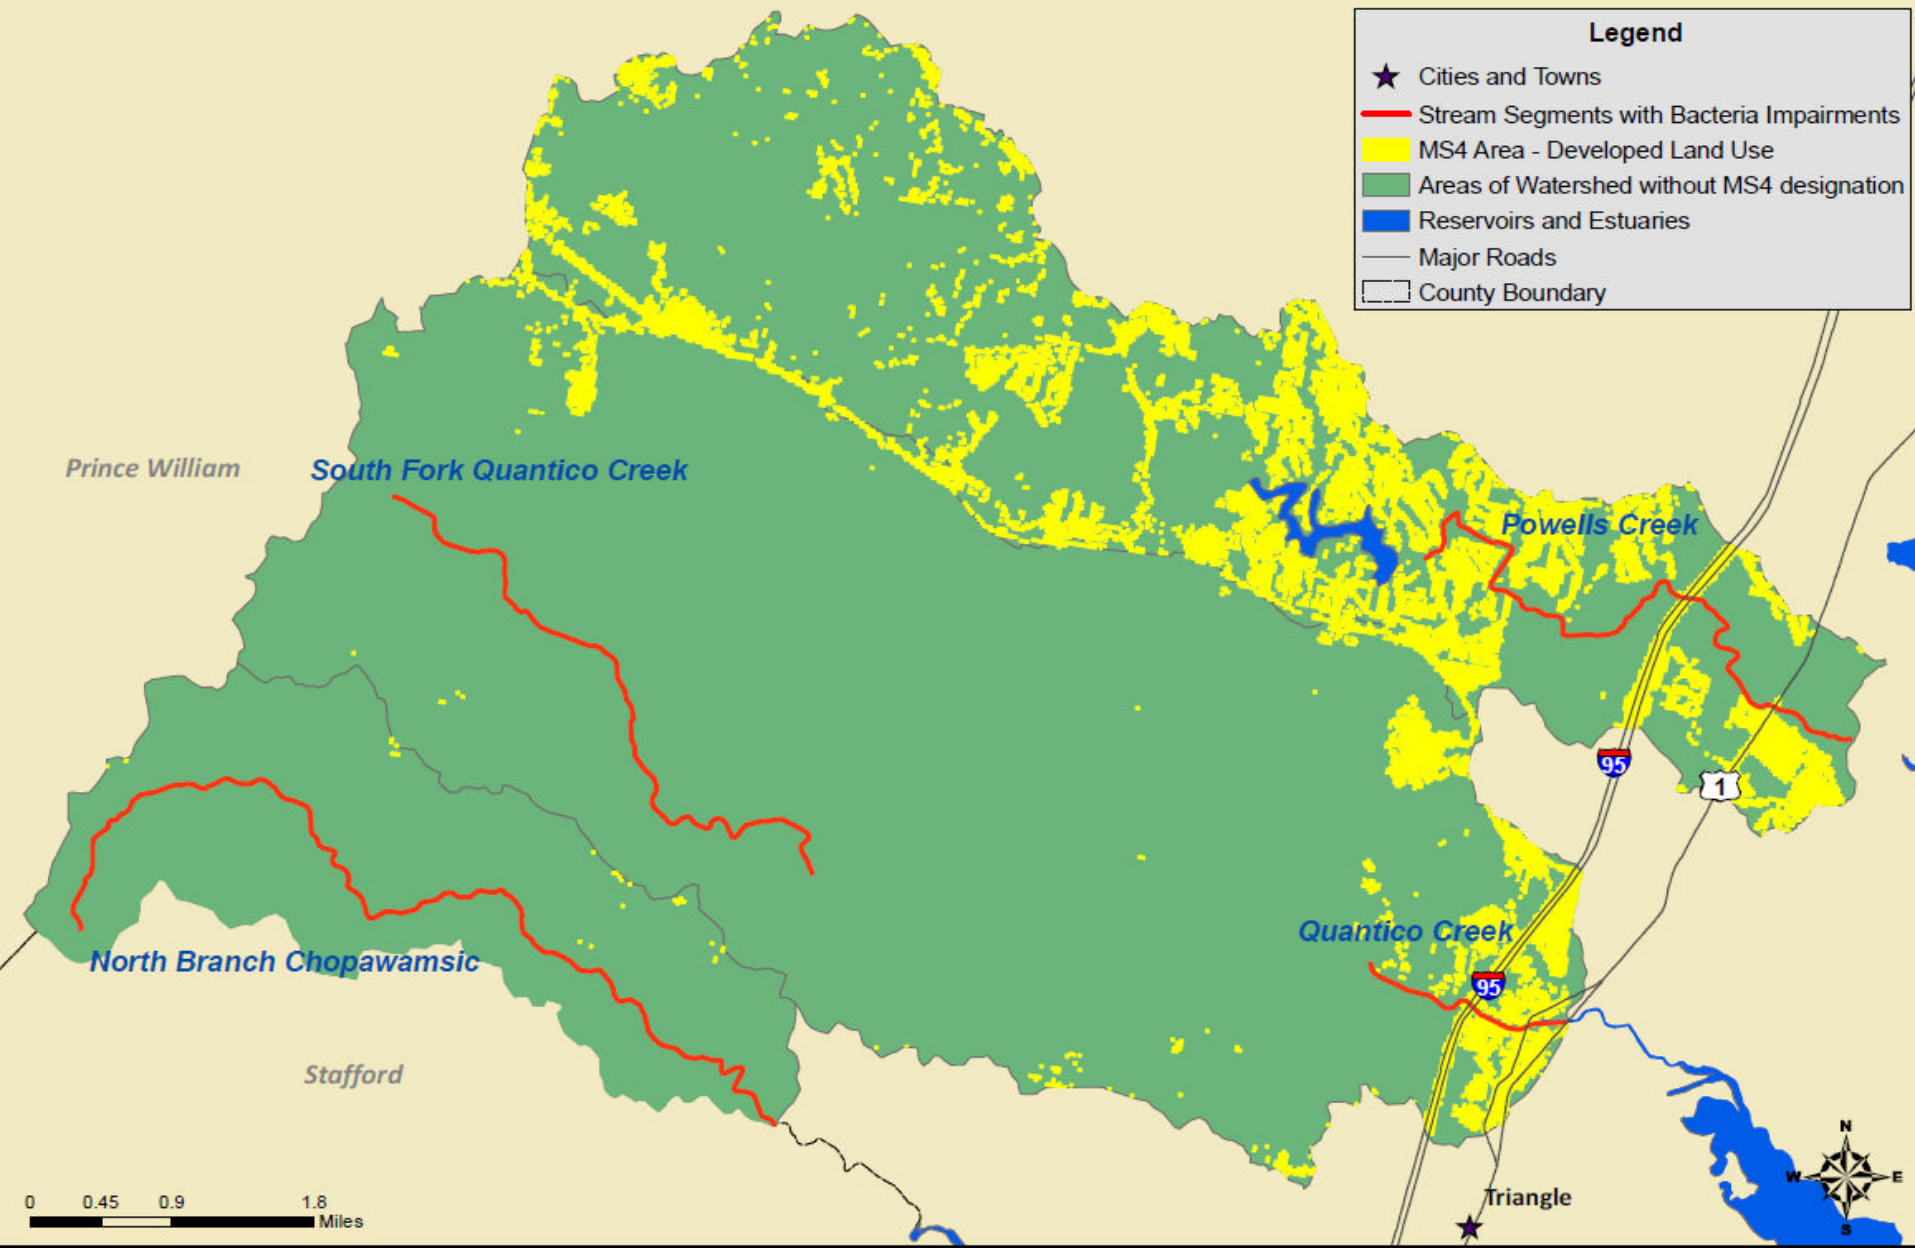 Legend
Cities and Towns
Stream Segments with Bacteria Impairments
MS4 Area - Developed Land Use
Areas of Watershed without MS4 designation
Reservoirs and Estuaries
Major Roads
County Boundary
Prince William
South Fork Quantico Creek
Powells Creek
95
1
Quantico Creek
95
North Branch Chopawamsic
Stafford
Triangle
N
W E
S
0 0.45 0.9 1.8
Miles